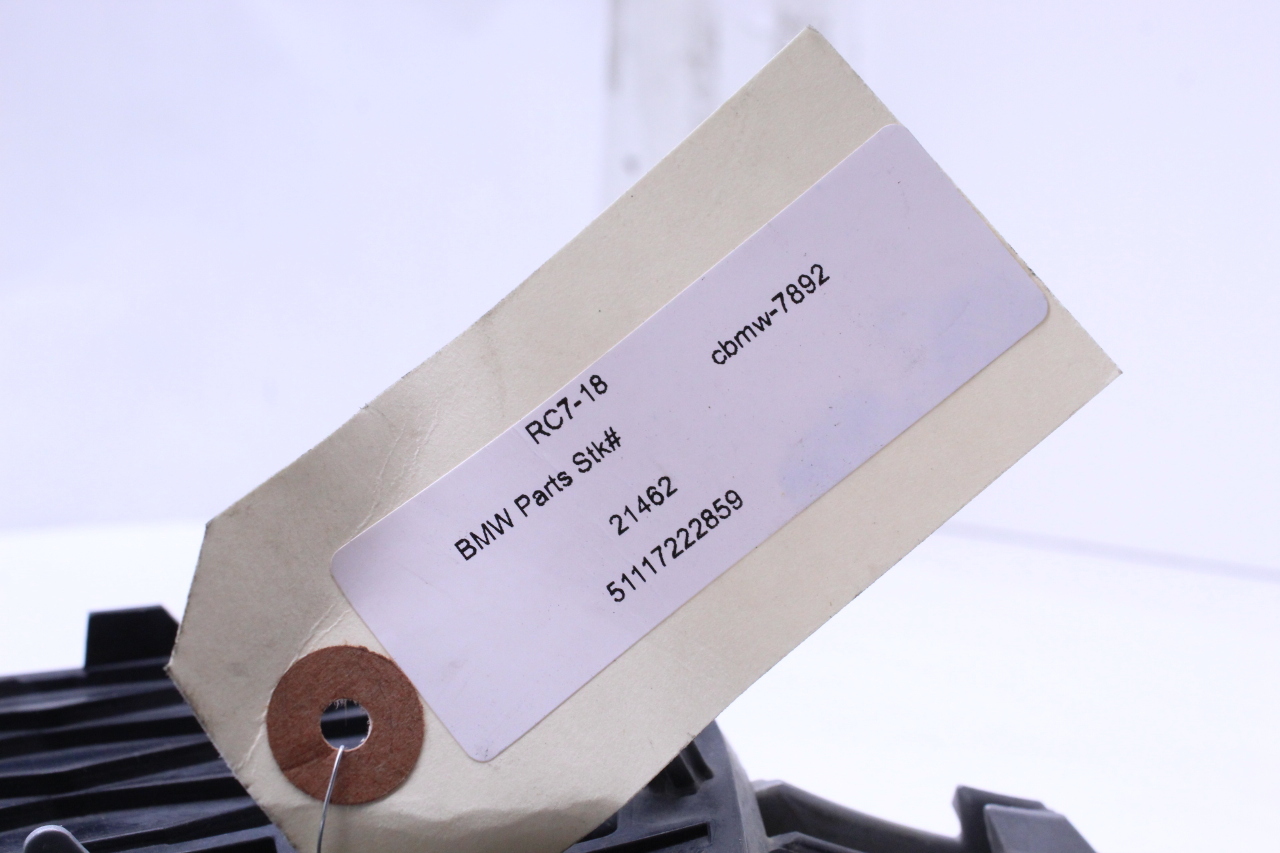 RC7-18 cbmw-7892
BMW Parts Stk#
21462
51117222859